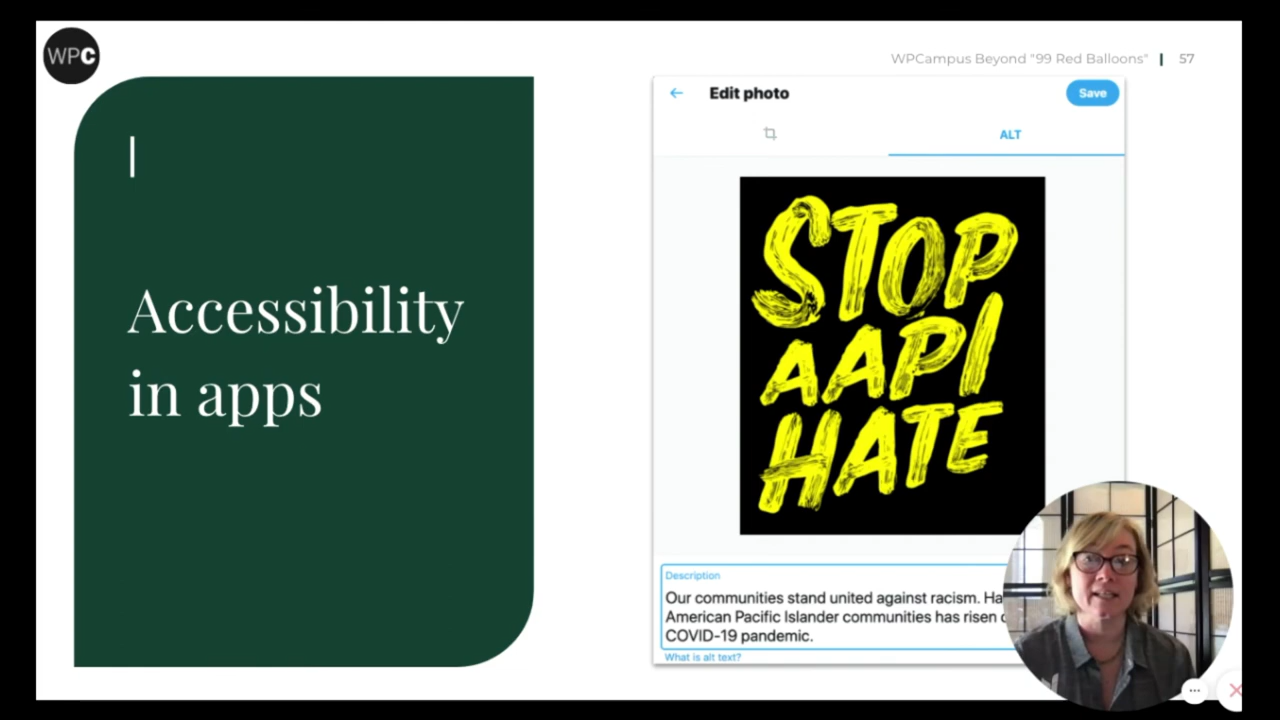 WPC
WPCampus Beyond "99 Red Balloons" | 57
Accessibility
in apps
Edit photo
Save
ALT
STOP
AAPI
HATE
Description
Our communities stand united against racism.
American Pacific Islander communities has risen
COVID-19 pandemic.
What is alt text?